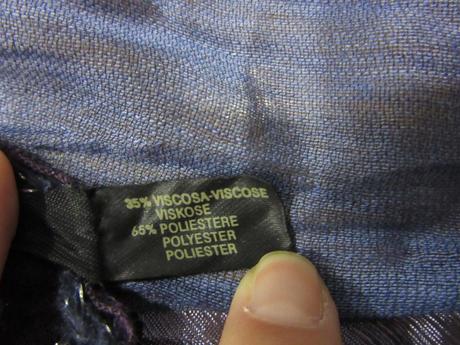 35% VISCOSA-VISCOSE
VISKOSE
65% POLIESTERE
POLYESTER
POLIESTER